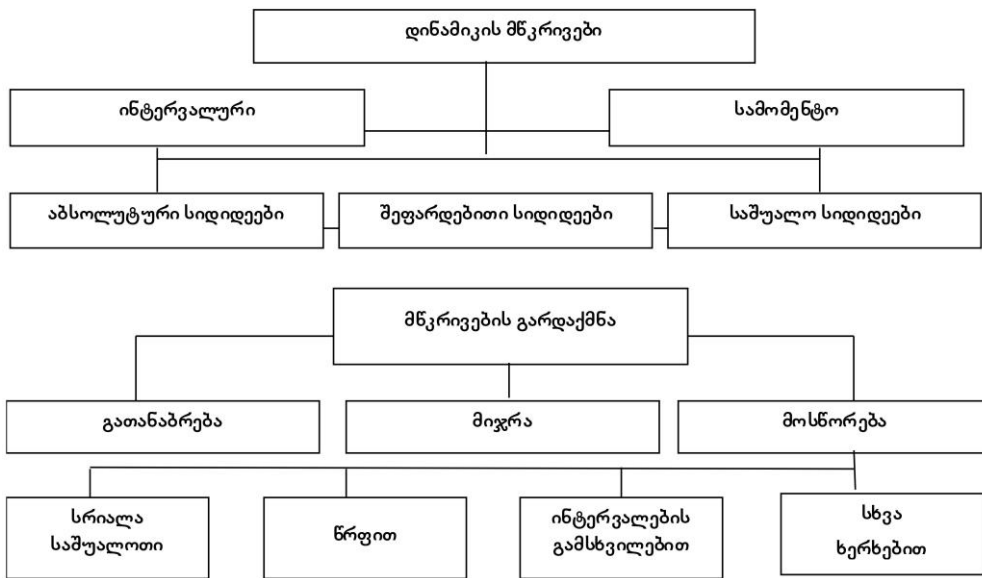 დინამიკის მწკრივები
ინტერვალური
სამომენტო
აბსოლუტური სიდიდეები
შეფარდებითი სიდიდეები
საშუალო სიდიდეები
მწკრივების გარდაქმნა
გათანაბრება
მიჯრა
მოსწორება
სრიალა
საშუალოთი
წრფით
ინტერვალების
გამსხვილებით
სხვა
ხერხებით